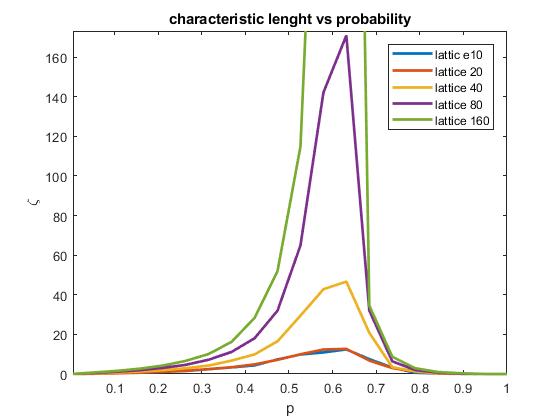 characteristic lenght vs probability
160
140
120
100
80
60
40
20
0
ζ
lattic e10
lattice 20
lattice 40
lattice 80
lattice 160
0.1 0.2 0.3 0.4 0.5 0.6 0.7 0.8 0.9 1
p